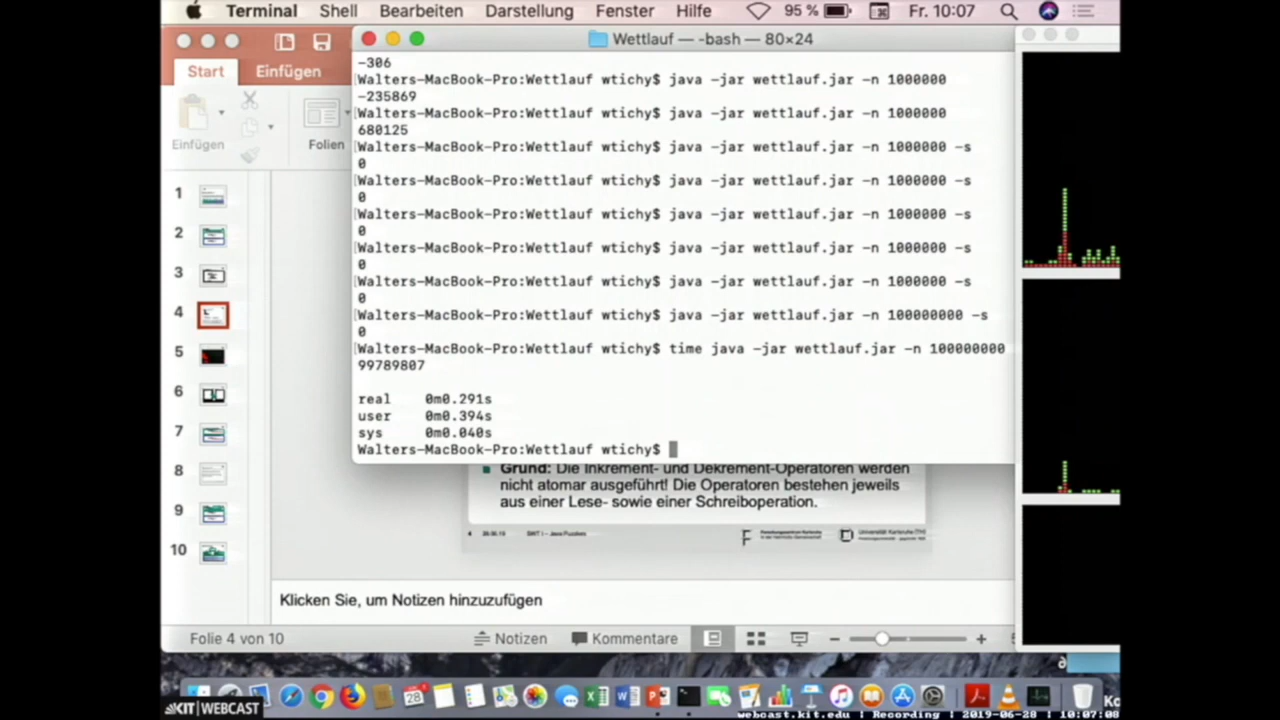 Terminal Shell Bearbeiten Darstellung Fenster Hilfe 95 % Fr. 10:07
Wettlauf — -bash — 80×24
Start Einfügen
Einfügen
Folien
-306
[Walters-MacBook-Pro:Wettlauf wtichy$ java -jar wettlauf.jar -n 1000000
-235869
[Walters-MacBook-Pro:Wettlauf wtichy$ java -jar wettlauf.jar -n 1000000
680125
[Walters-MacBook-Pro:Wettlauf wtichy$ java -jar wettlauf.jar -n 1000000 -s
0
[Walters-MacBook-Pro:Wettlauf wtichy$ java -jar wettlauf.jar -n 1000000 -s
0
[Walters-MacBook-Pro:Wettlauf wtichy$ java -jar wettlauf.jar -n 1000000 -s
0
[Walters-MacBook-Pro:Wettlauf wtichy$ java -jar wettlauf.jar -n 1000000 -s
0
[Walters-MacBook-Pro:Wettlauf wtichy$ java -jar wettlauf.jar -n 1000000 -s
0
[Walters-MacBook-Pro:Wettlauf wtichy$ java -jar wettlauf.jar -n 100000000 -s
0
[Walters-MacBook-Pro:Wettlauf wtichy$ time java -jar wettlauf.jar -n 100000000
99789807
real 0m0.291s
user 0m0.394s
sys 0m0.040s
Walters-MacBook-Pro:Wettlauf wtichy$
1
2
3
4
5
6
7
8
9
10
Grund: Die Inkrement- und Dekrement-Operatoren werden
nicht atomar ausgeführt! Die Operatoren bestehen jeweils
aus einer Lese- sowie einer Schreiboperation.
4 SWT I – Java Puzzlers Universität Karlsruhe (TH)
Klicken Sie, um Notizen hinzuzufügen
Folie 4 von 10 Notizen Kommentare
28
KIT WEBCAST
webcast.kit.edu | Recording | 2019-06-28 | 10:07:08